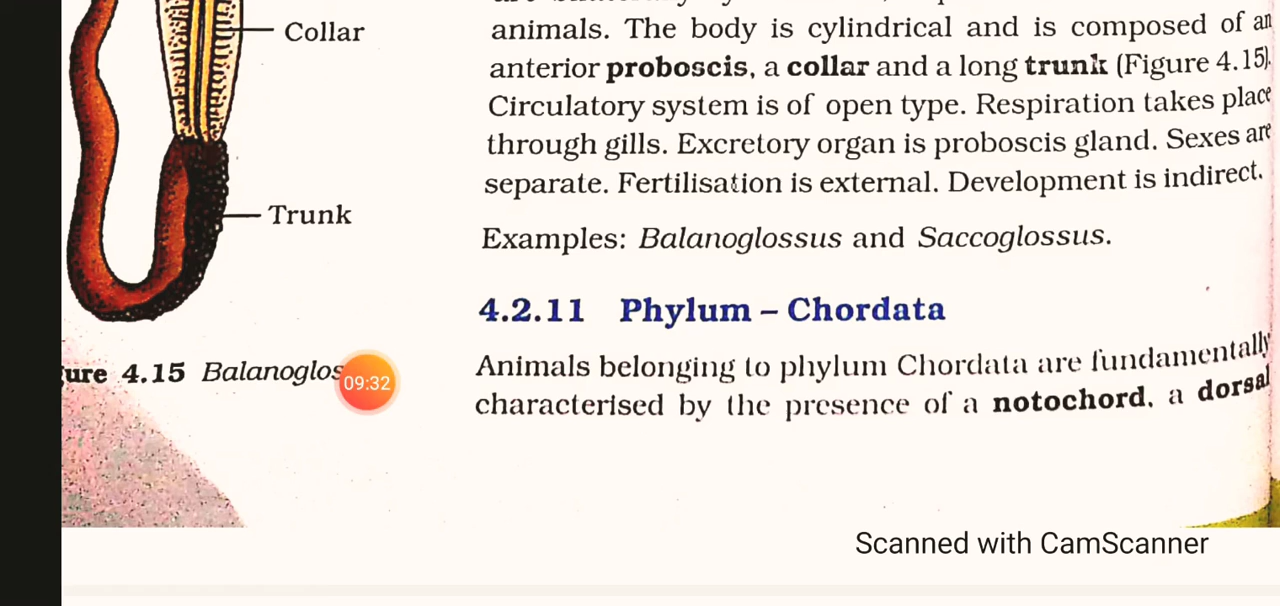 Collar
Trunk
ure 4.15 Balanoglos
09:32
animals. The body is cylindrical and is composed of an
anterior proboscis, a collar and a long trunk (Figure 4.15).
Circulatory system is of open type. Respiration takes place
through gills. Excretory organ is proboscis gland. Sexes are
separate. Fertilisation is external. Development is indirect.
Examples: Balanoglossus and Saccoglossus.
4.2.11 Phylum – Chordata
Animals belonging to phylum Chordata are fundamentally
characterised by the presence of a notochord, a dorsal
Scanned with CamScanner